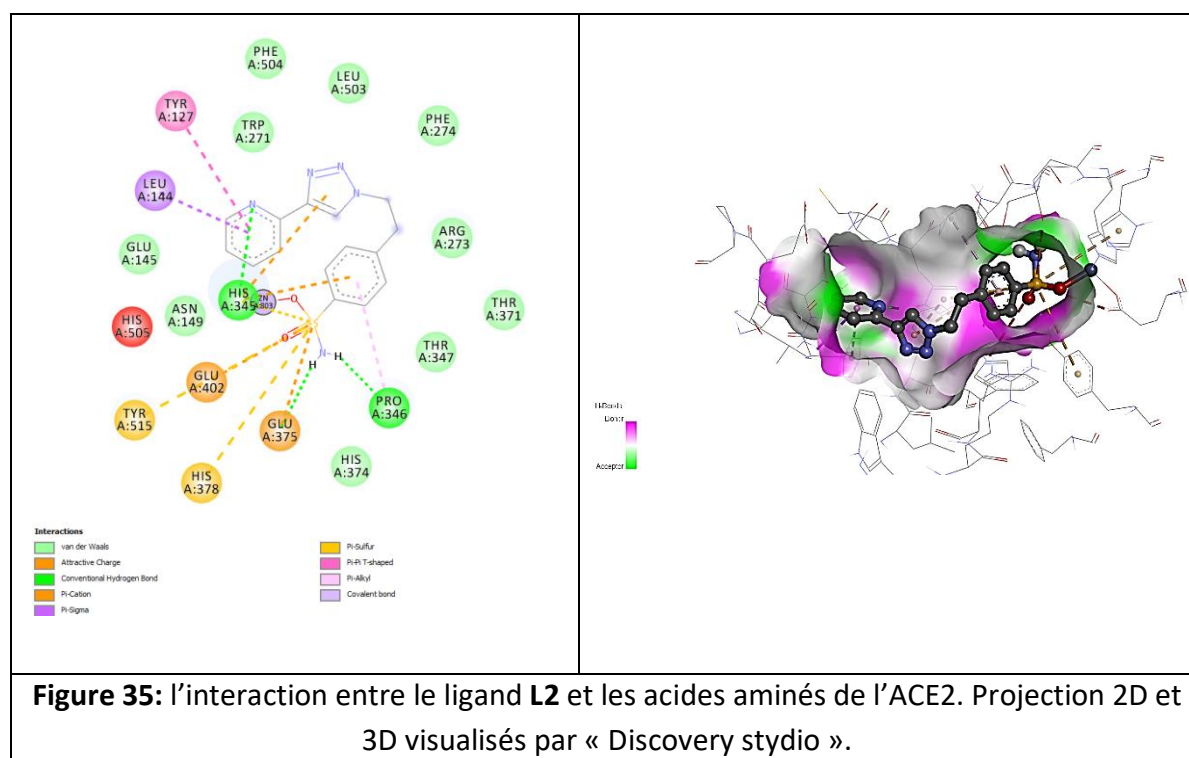 PHE
A:504
LEU
A:503
TYR
A:127
TRP
A:271
PHE
A:274
N
N
N
LEU
A:144
N
GLU
A:145
ARG
A:273
HIS
A:345
ZN
A:803
O
ASN
A:149
THR
A:371
HIS
A:505
O
S
THR
A:347
N
H
H
GLU
A:402
PRO
A:346
TYR
A:515
GLU
A:375
HIS
A:374
HIS
A:378
Interactions
van der Waals
Attractive Charge
Conventional Hydrogen Bond
Pi-Cation
Pi-Sigma
Pi-Sulfur
Pi-Pi T-shaped
Pi-Alkyl
Covalent bond
H-Bonds
Donor
Acceptor
Figure 35: l’interaction entre le ligand L2 et les acides aminés de l’ACE2. Projection 2D et
3D visualisés par « Discovery stydio ».